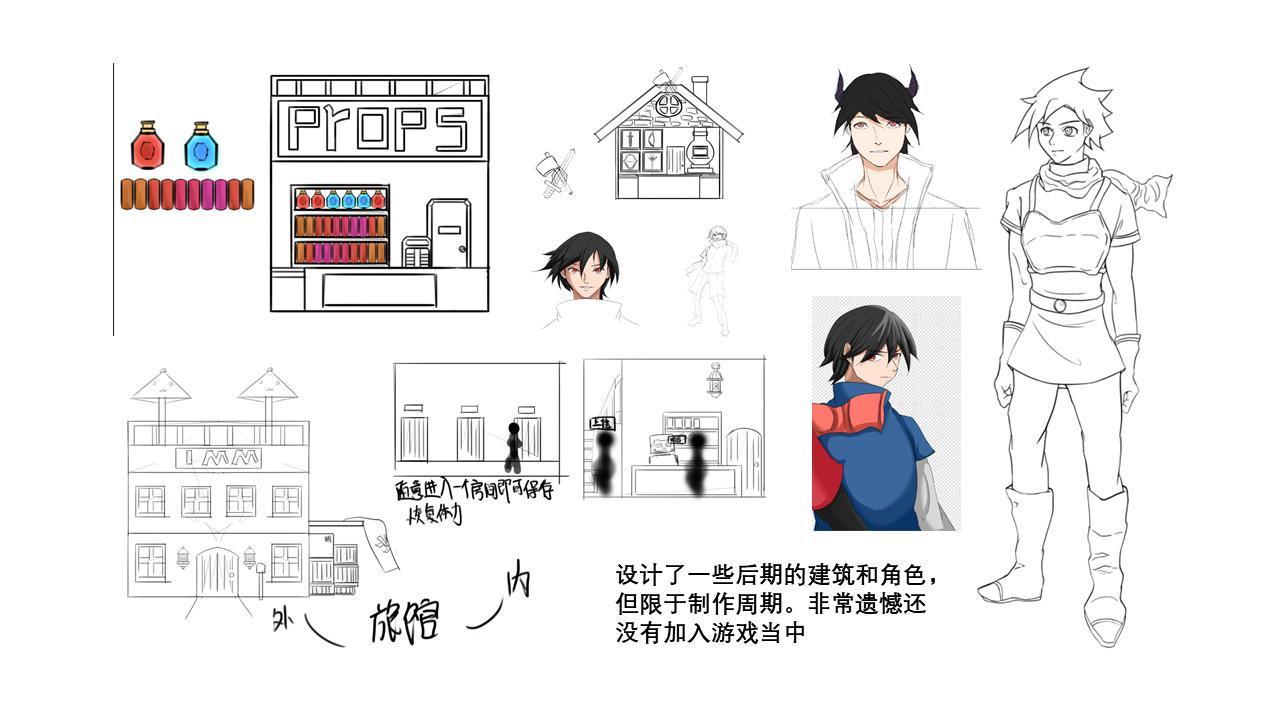 Props
INN
上楼
随意进入一个房间即可保存
恢复体力
内
外
旅馆
设计了一些后期的建筑和角色，
但限于制作周期。非常遗憾还
没有加入游戏当中